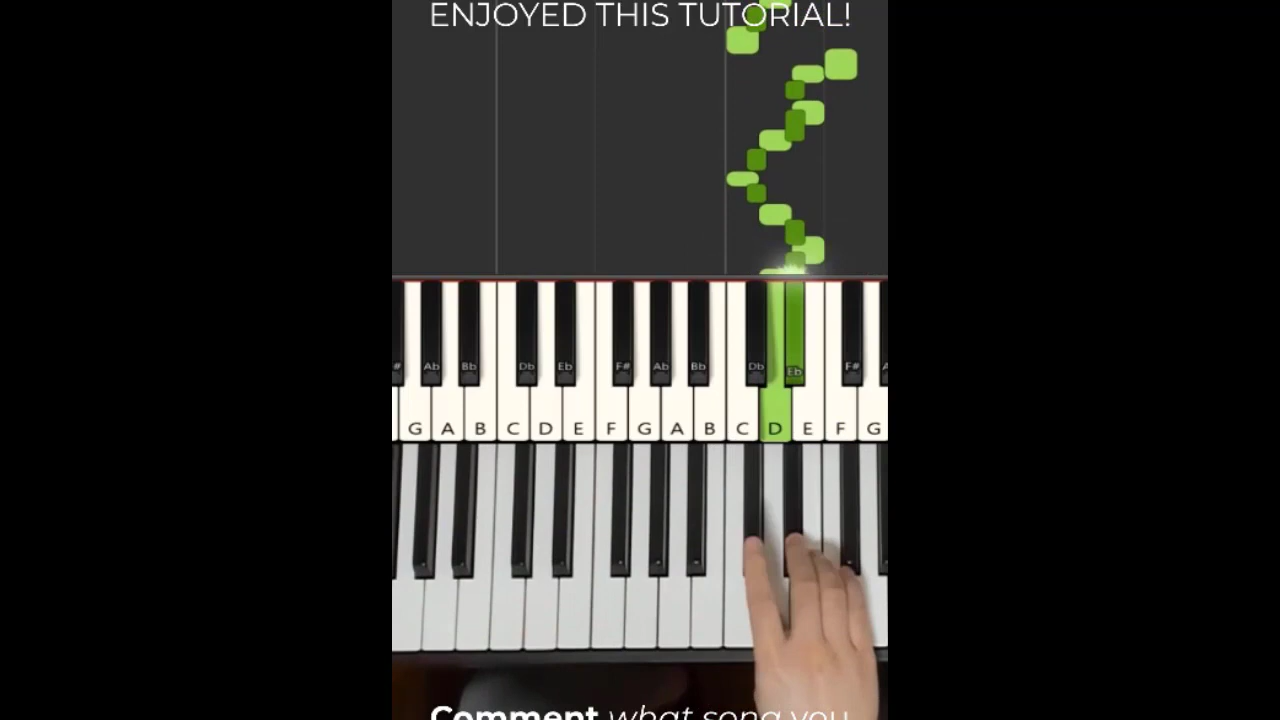 ENJOYED THIS TUTORIAL!
# Ab Bb Db Eb F# Ab Bb Db Eb F# A
G A B C D E F G A B C D E F G
Comment what song you